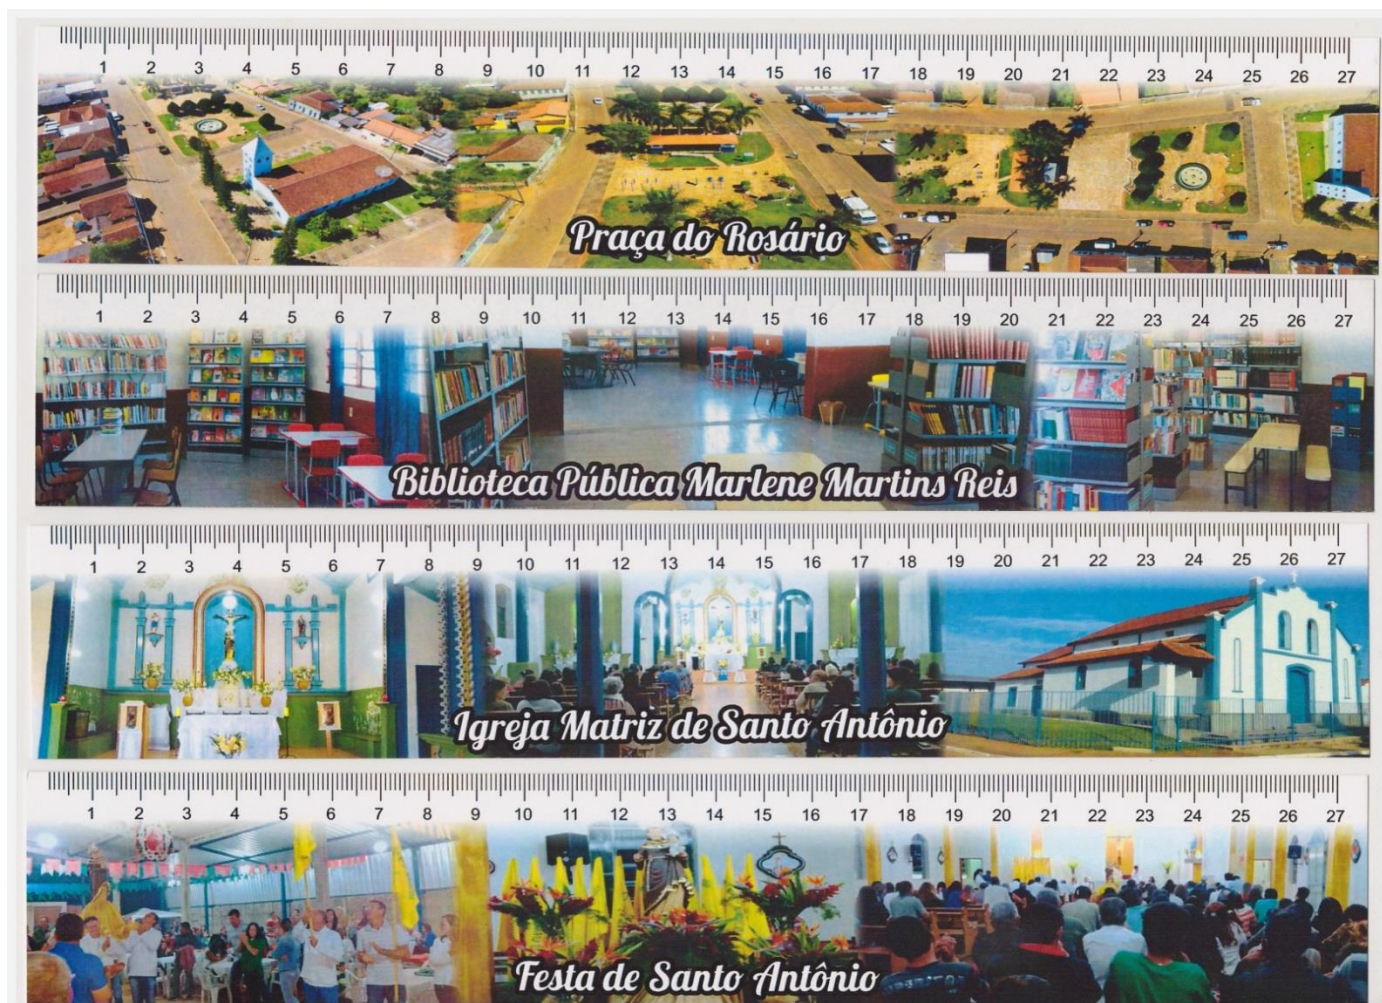 1 2 3 4 5 6 7 8 9 10 11 12 13 14 15 16 17 18 19 20 21 22 23 24 25 26 27
Praça do Rosário
1 2 3 4 5 6 7 8 9 10 11 12 13 14 15 16 17 18 19 20 21 22 23 24 25 26 27
Biblioteca Pública Marlene Martins Reis
1 2 3 4 5 6 7 8 9 10 11 12 13 14 15 16 17 18 19 20 21 22 23 24 25 26 27
Igreja Matriz de Santo Antônio
1 2 3 4 5 6 7 8 9 10 11 12 13 14 15 16 17 18 19 20 21 22 23 24 25 26 27
Festa de Santo Antônio